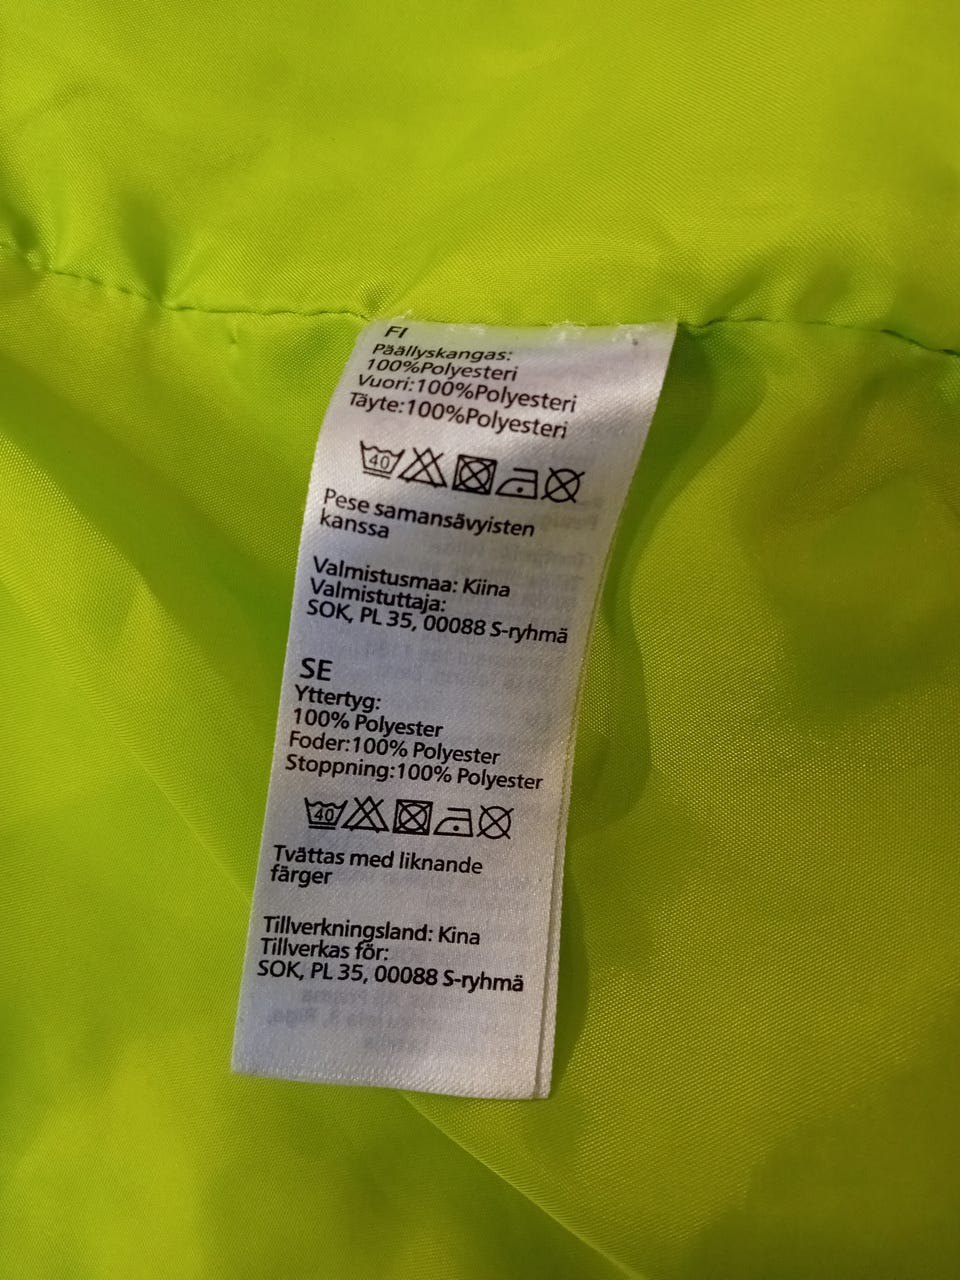 FI
Päällyskangas:
100%Polyesteri
Vuori:100%Polyesteri
Täyte:100%Polyesteri
40
Pese samansävyisten
kanssa
Valmistusmaa: Kiina
Valmistuttaja:
SOK, PL 35, 00088 S-ryhmä
SE
Yttertyg:
100% Polyester
Foder:100% Polyester
Stoppning:100% Polyester
40
Tvättas med liknande
färger
Tillverkningsland: Kina
Tillverkas för:
SOK, PL 35, 00088 S-ryhmä